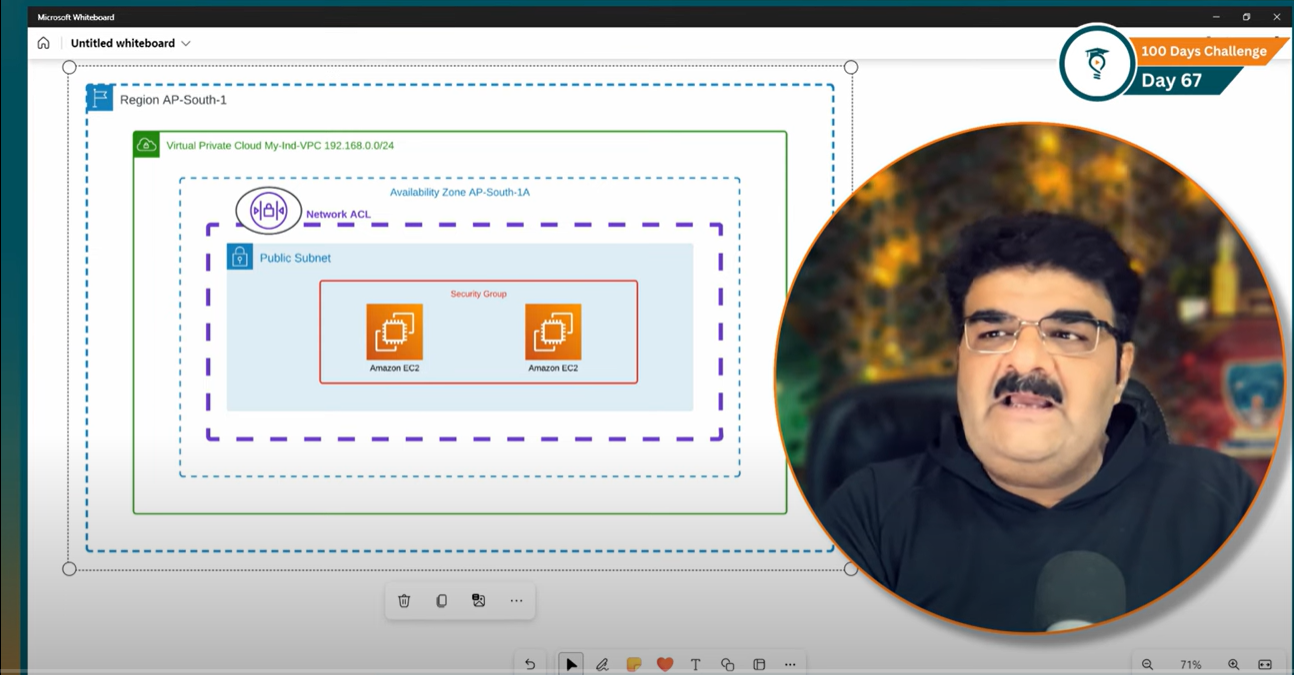 Microsoft Whiteboard
Untitled whiteboard
100 Days Challenge
Day 67
Region AP-South-1
Virtual Private Cloud My-Ind-VPC 192.168.0.0/24
Availability Zone AP-South-1A
Network ACL
Public Subnet
Security Group
Amazon EC2
Amazon EC2
71%